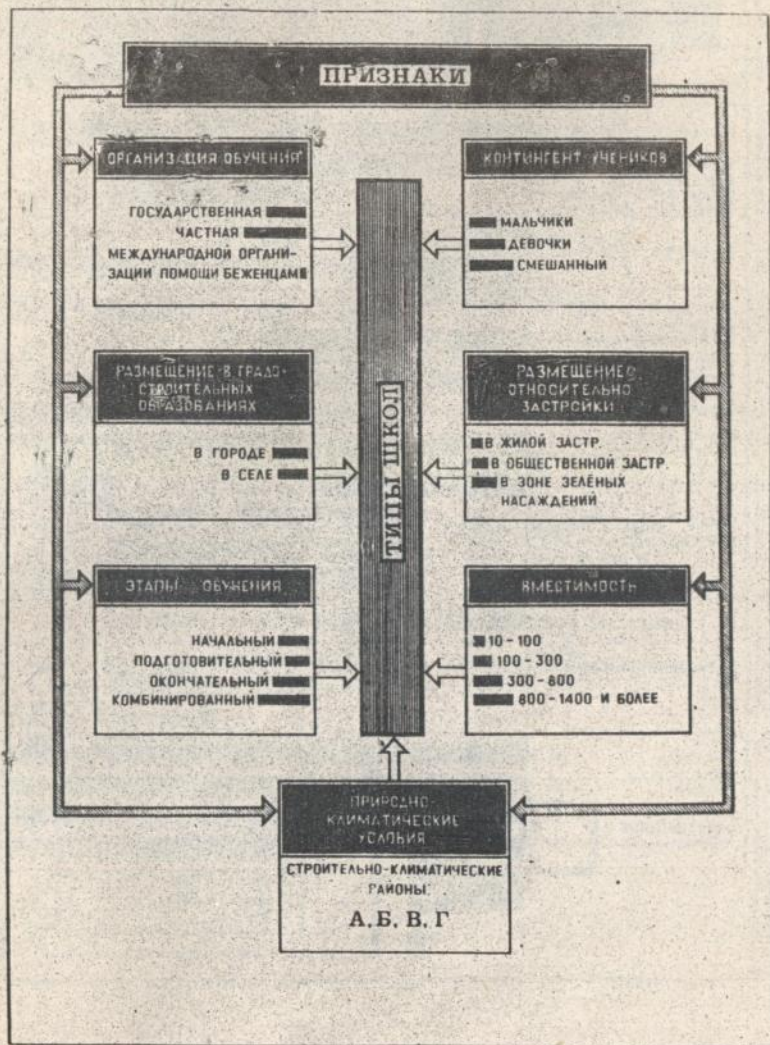 ПРИЗНАКИ
ОРГАНИЗАЦИЯ ОБУЧЕНИЯ
ГОСУДАРСТВЕННАЯ
ЧАСТНАЯ
МЕЖДУНАРОДНОЙ ОРГАНИ-
ЗАЦИИ ПОМОЩИ БЕЖЕНЦАМ
КОНТИНГЕНТ УЧЕНИКОВ
МАЛЬЧИКИ
ДЕВОЧКИ
СМЕШАННЫЙ
РАЗМЕЩЕНИЕ В ГРАДО-
СТРОИТЕЛЬНЫХ
ОБРАЗОВАНИЯХ
В ГОРОДЕ
В СЕЛЕ
РАЗМЕЩЕНИЕ
ОТНОСИТЕЛЬНО
ЗАСТРОЙКИ
В ЖИЛОЙ ЗАСТР.
В ОБЩЕСТВЕННОЙ ЗАСТР.
В ЗОНЕ ЗЕЛЁНЫХ
НАСАЖДЕНИЙ
ТИПЫ ШКОЛ
ЭТАПЫ ОБУЧЕНИЯ
НАЧАЛЬНЫЙ
ПОДГОТОВИТЕЛЬНЫЙ
ОКОНЧАТЕЛЬНЫЙ
КОМБИНИРОВАННЫЙ
ВМЕСТИМОСТЬ
10-100
100-300
300-800
800-1400 И БОЛЕЕ
ПРИРОДНО-
КЛИМАТИЧЕСКИЕ
УСЛОВИЯ
СТРОИТЕЛЬНО-КЛИМАТИЧЕСКИЕ
РАЙОНЫ:
А, Б, В, Г